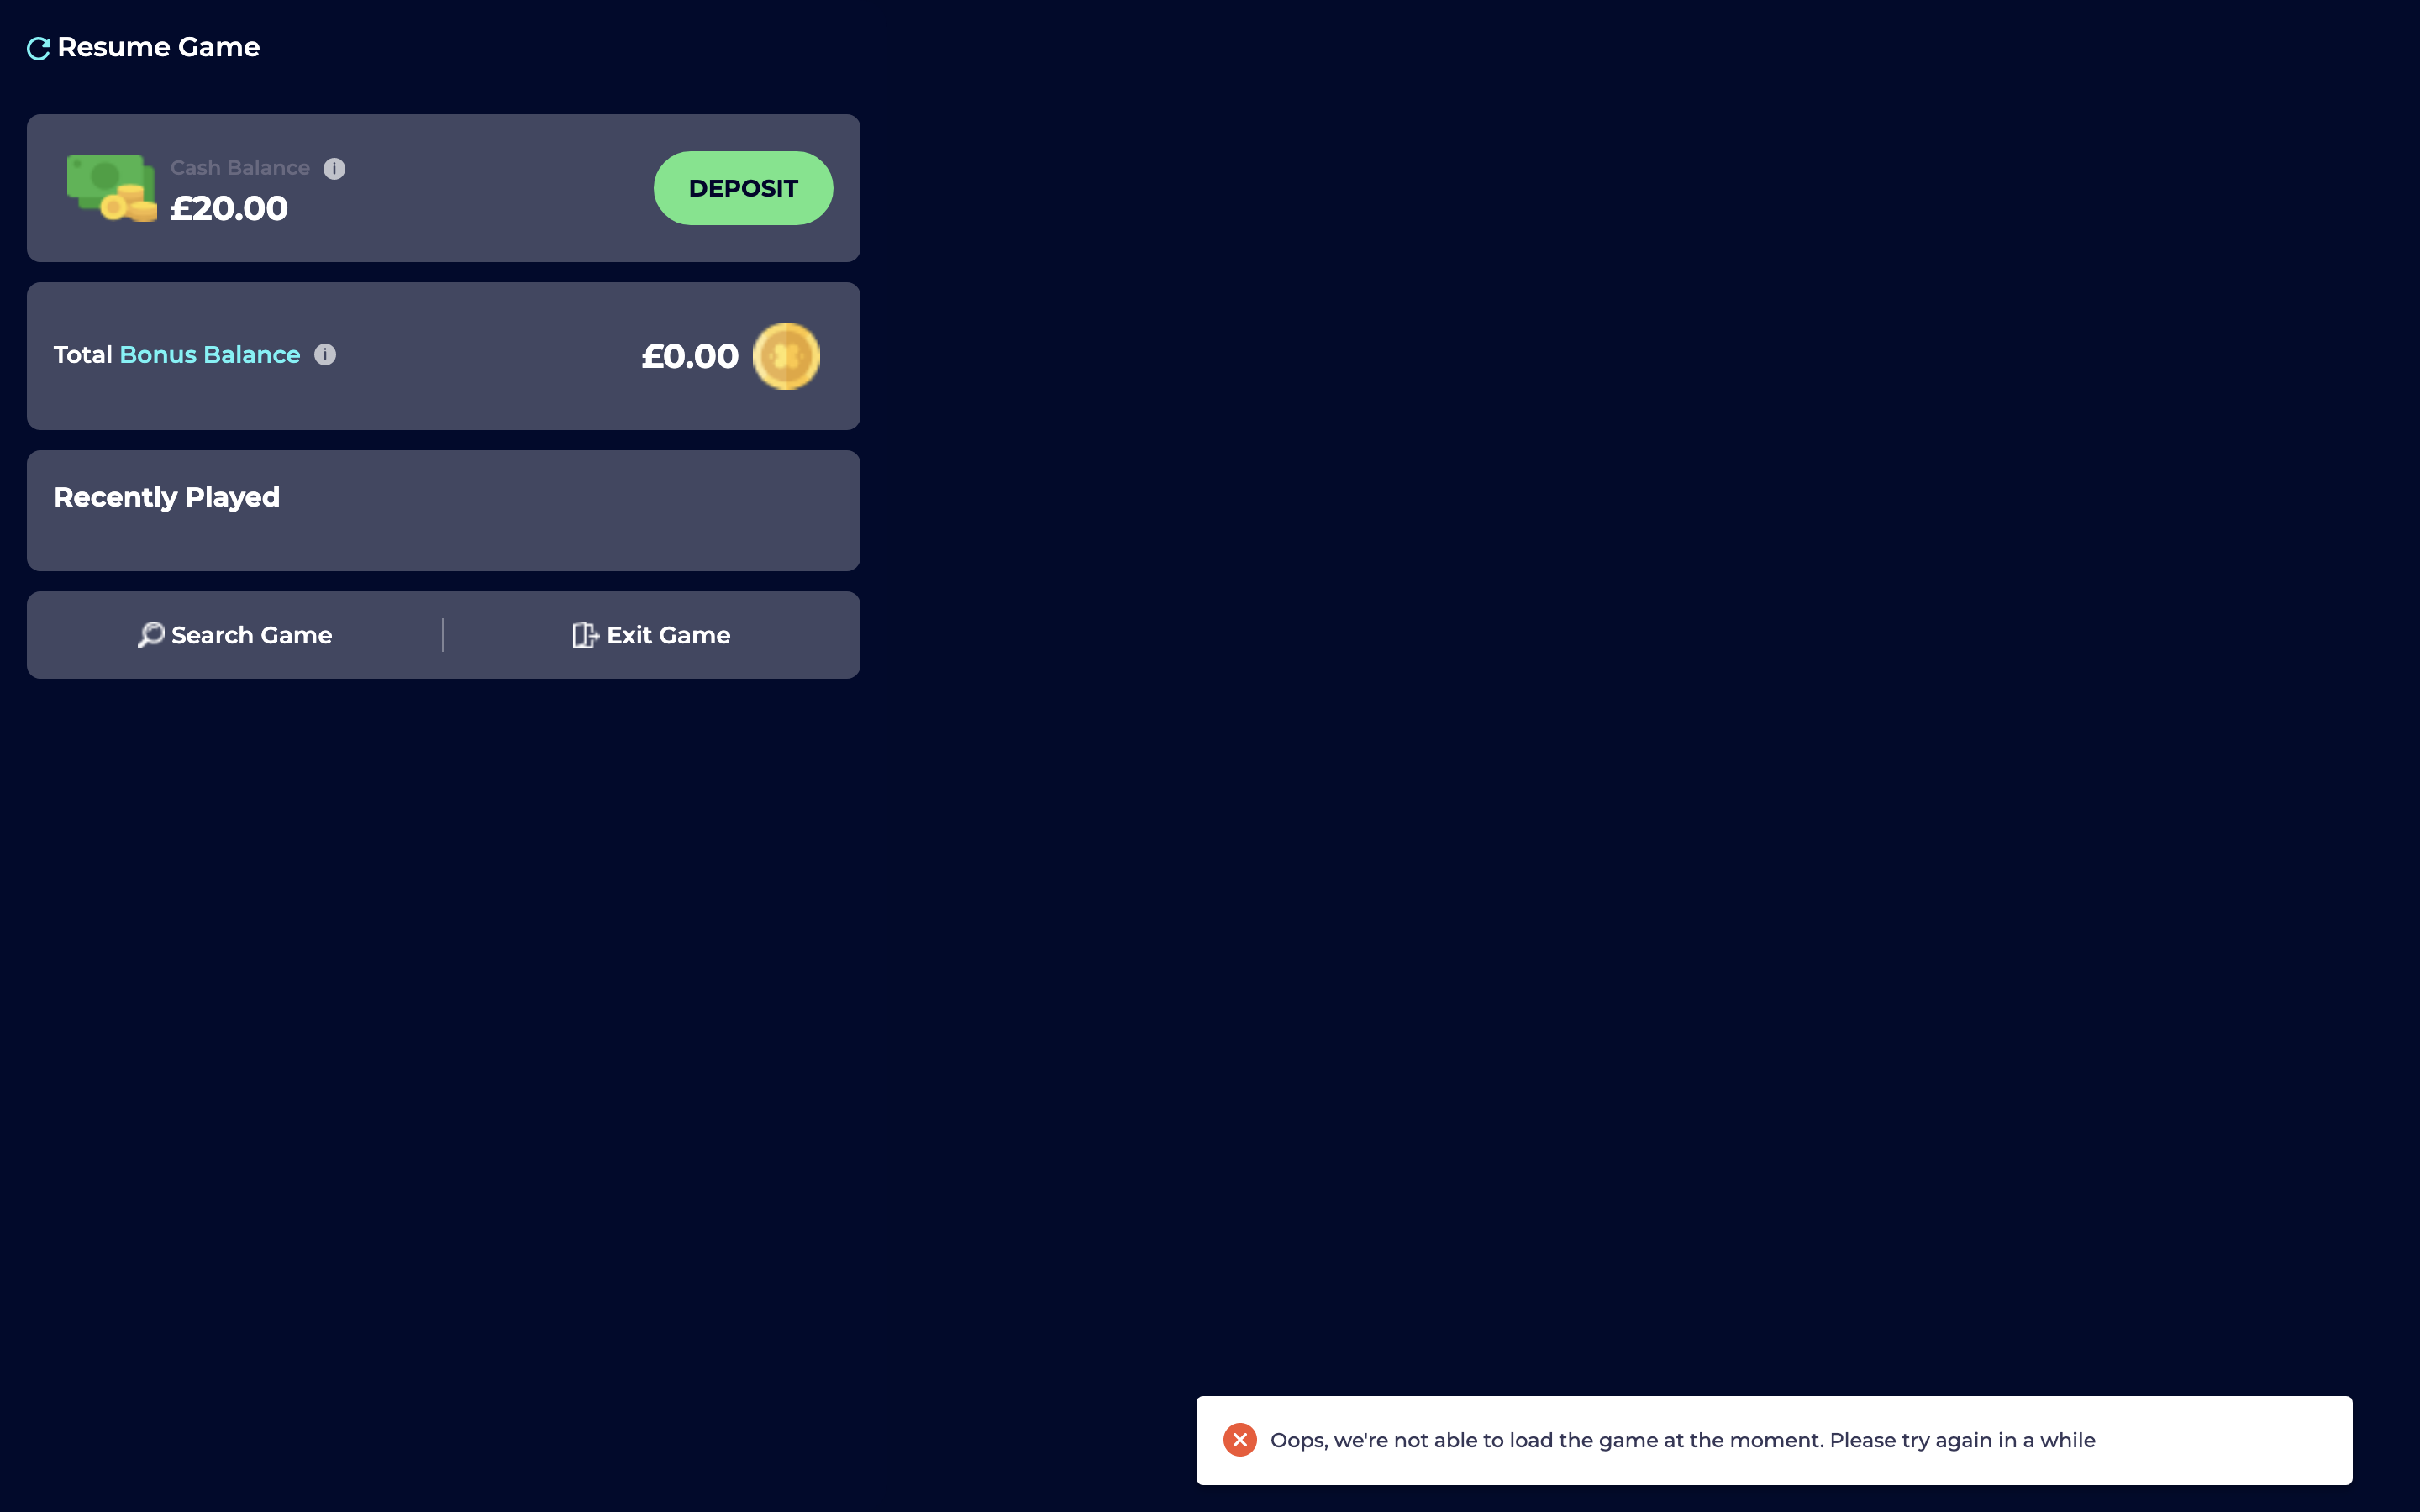 Resume Game
Cash Balance
£20.00
DEPOSIT
Total Bonus Balance
£0.00
Recently Played
Search Game
Exit Game
Oops, we're not able to load the game at the moment. Please try again in a while